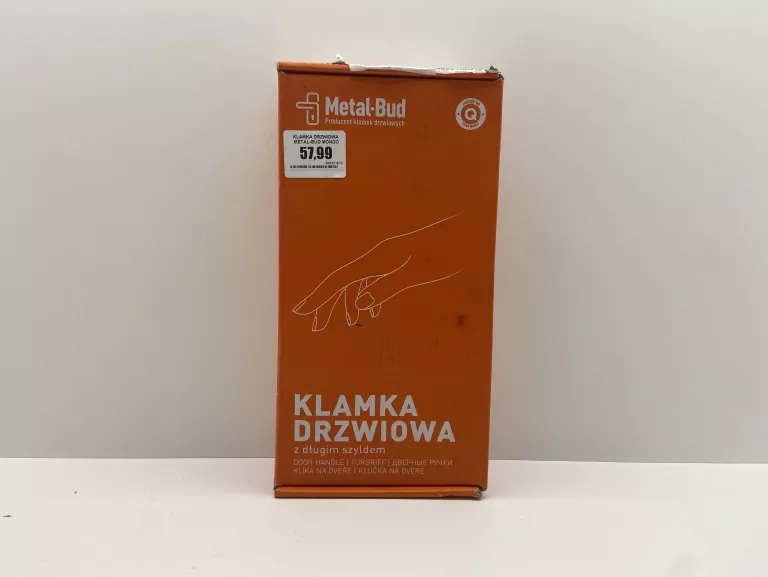 Metal-Bud
Producent klamek drzwiowych
Q
KLAMKA DRZWIOWA
METAL-BUD MONDO
57,99
KLAMKA
DRZWIOWA
z długim szyldem
DOOR HANDLE | TÜRGRIFF | ДВЕРНЫЕ РУЧКИ
KLIKA NA DVEŘE | KLUČKA NA DVERE